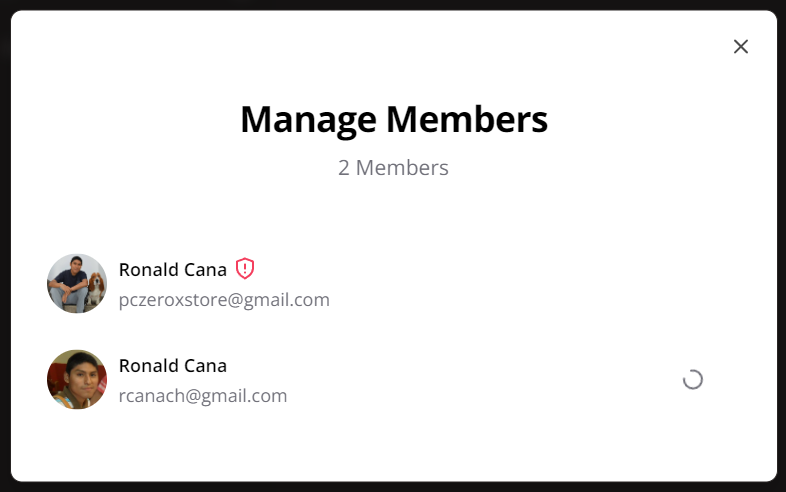 Manage Members
2 Members
Ronald Cana
pczeroxstore@gmail.com
Ronald Cana
rcanach@gmail.com